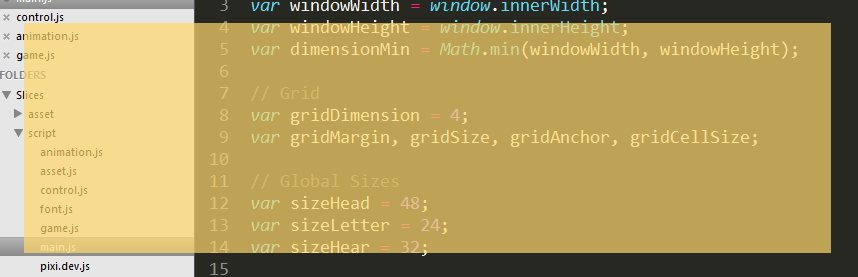 main.js
control.js
animation.js
game.js
FOLDERS
Slices
asset
script
animation.js
asset.js
control.js
font.js
game.js
main.js
pixi.dev.js
3 var windowWidth = window.innerWidth;
4 var windowHeight = window.innerHeight;
5 var dimensionMin = Math.min(windowWidth, windowHeight);
6
7 // Grid
8 var gridDimension = 4;
9 var gridMargin, gridSize, gridAnchor, gridCellSize;
10
11 // Global Sizes
12 var sizeHead = 48;
13 var sizeLetter = 24;
14 var sizeHear = 32;
15